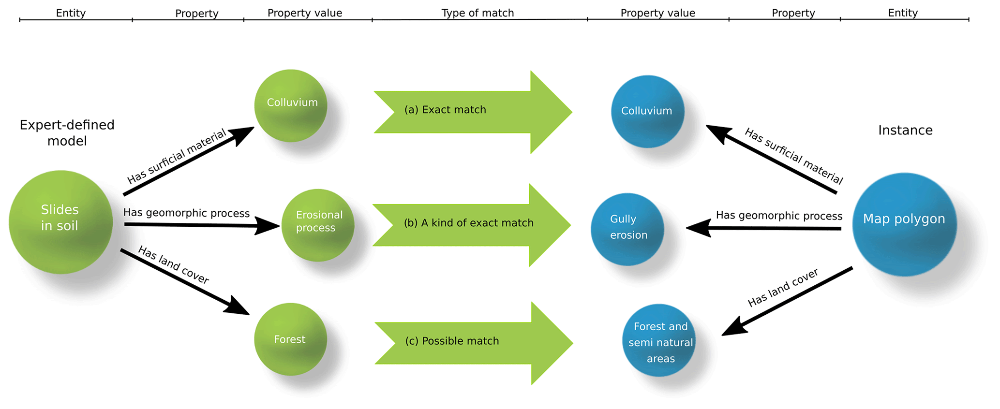 Entity
Property
Property value
Type of match
Property value
Property
Entity
Expert-defined
model
Slides
in soil
Has surficial material
Has geomorphic process
Has land cover
Colluvium
Erosional
process
Forest
(a) Exact match
(b) A kind of exact match
(c) Possible match
Colluvium
Gully
erosion
Forest and
semi natural
areas
Has surficial material
Has geomorphic process
Has land cover
Instance
Map polygon